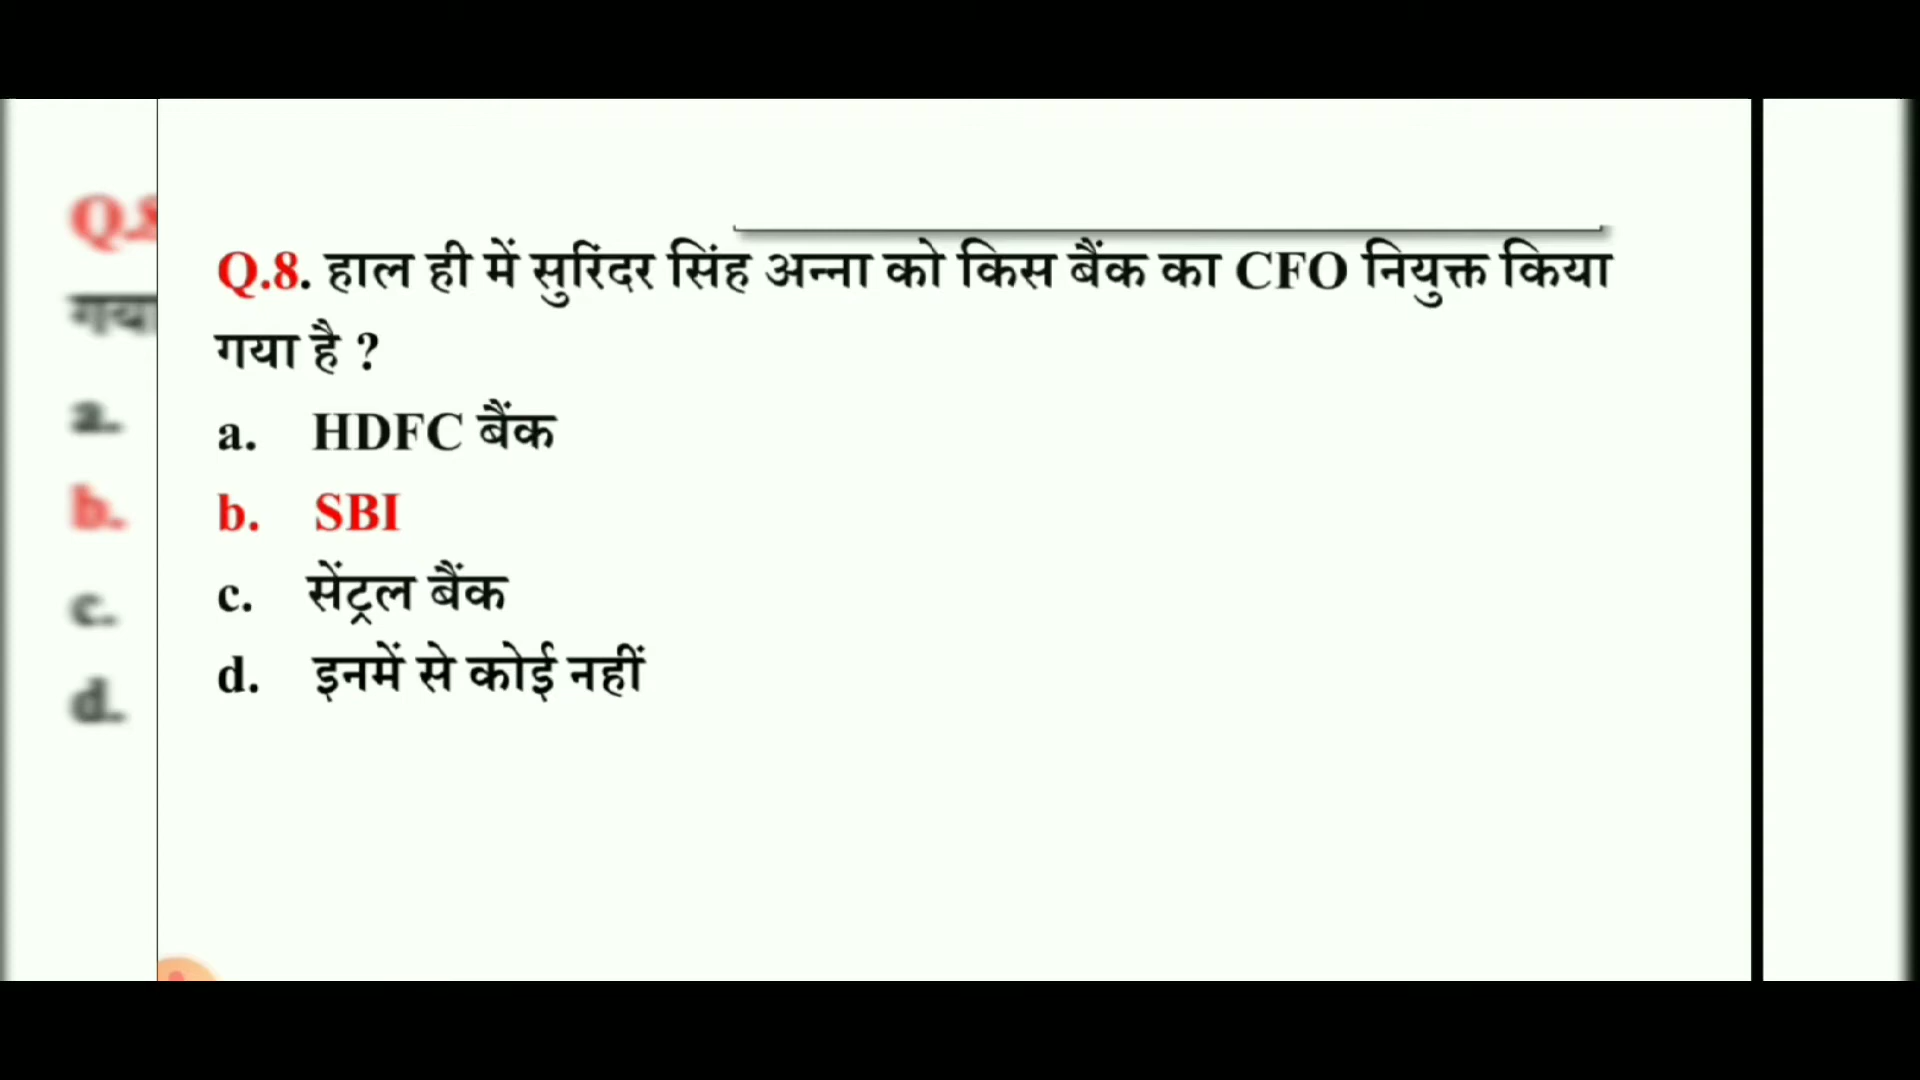 Q.8. हाल ही में सुरिंदर सिंह अन्ना को किस बैंक का CFO नियुक्त किया
गया है ?
a. HDFC बैंक
b. SBI
c. सेंट्रल बैंक
d. इनमें से कोई नहीं